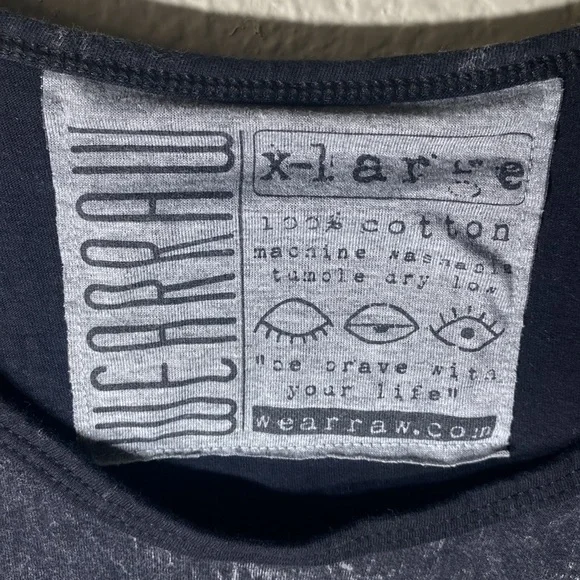 WEARRAW
x-large
100% cotton
machine washable
tumble dry low
"be brave with
your life"
wearraw.com